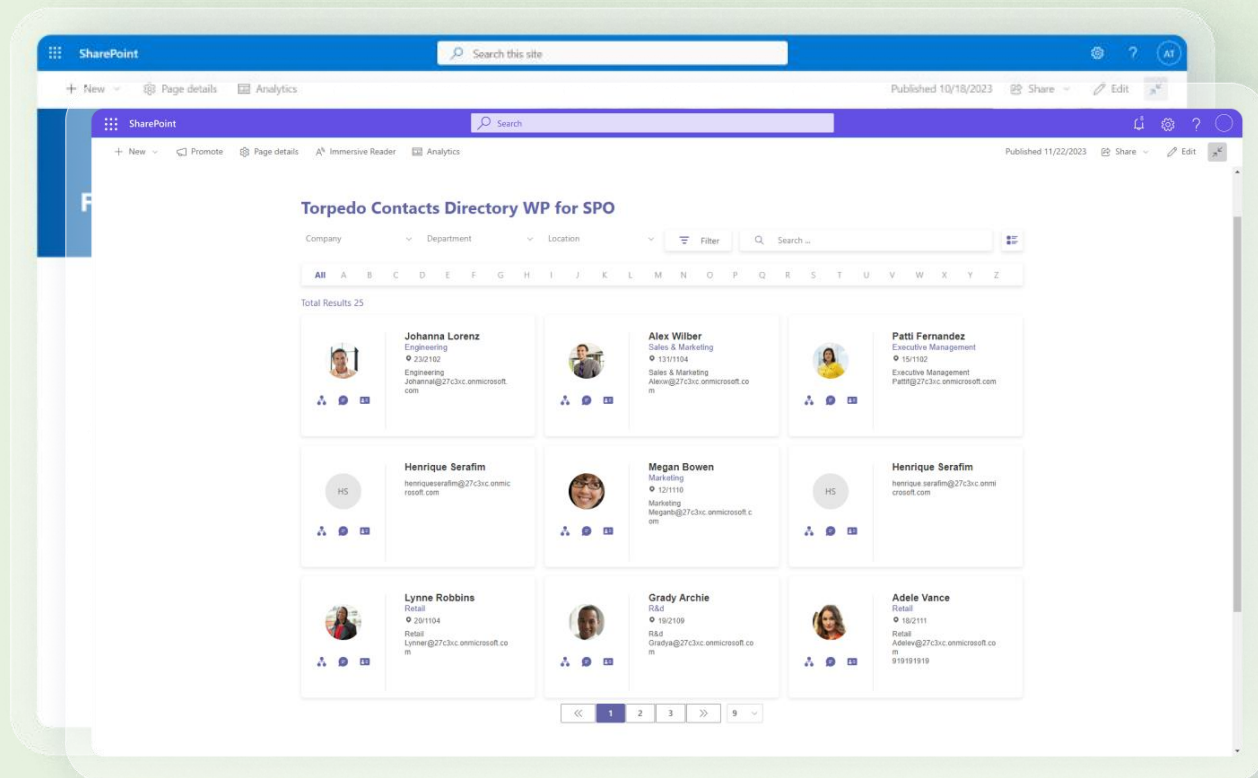 SharePoint
Search this site
?
AT
+ New
Page details
Analytics
Published 10/18/2023
Share
Edit
F
SharePoint
Search
?
+ New
Promote
Page details
Immersive Reader
Analytics
Published 11/22/2023
Share
Edit
Torpedo Contacts Directory WP for SPO
Company
Department
Location
Filter
Search ...
All A B C D E F G H I J K L M N O P Q R S T U V W X Y Z
Total Results 25
Johanna Lorenz
Engineering
23/2102
Engineering
Johannal@27c3xc.onmicrosoft.
com
Alex Wilber
Sales & Marketing
131/1104
Sales & Marketing
Alexw@27c3xc.onmicrosoft.co
m
Patti Fernandez
Executive Management
15/1102
Executive Management
Pattif@27c3xc.onmicrosoft.com
HS
Henrique Serafim
henriqueserafim@27c3xc.onmic
rosoft.com
Megan Bowen
Marketing
12/1110
Marketing
Meganb@27c3xc.onmicrosoft.c
om
HS
Henrique Serafim
henrique.serafim@27c3xc.onmi
crosoft.com
Lynne Robbins
Retail
20/1104
Retail
Lynner@27c3xc.onmicrosoft.co
m
Grady Archie
R&d
19/2109
R&d
Gradya@27c3xc.onmicrosoft.co
m
Adele Vance
Retail
18/2111
Retail
Adelev@27c3xc.onmicrosoft.co
m
919191919
1 2 3 9